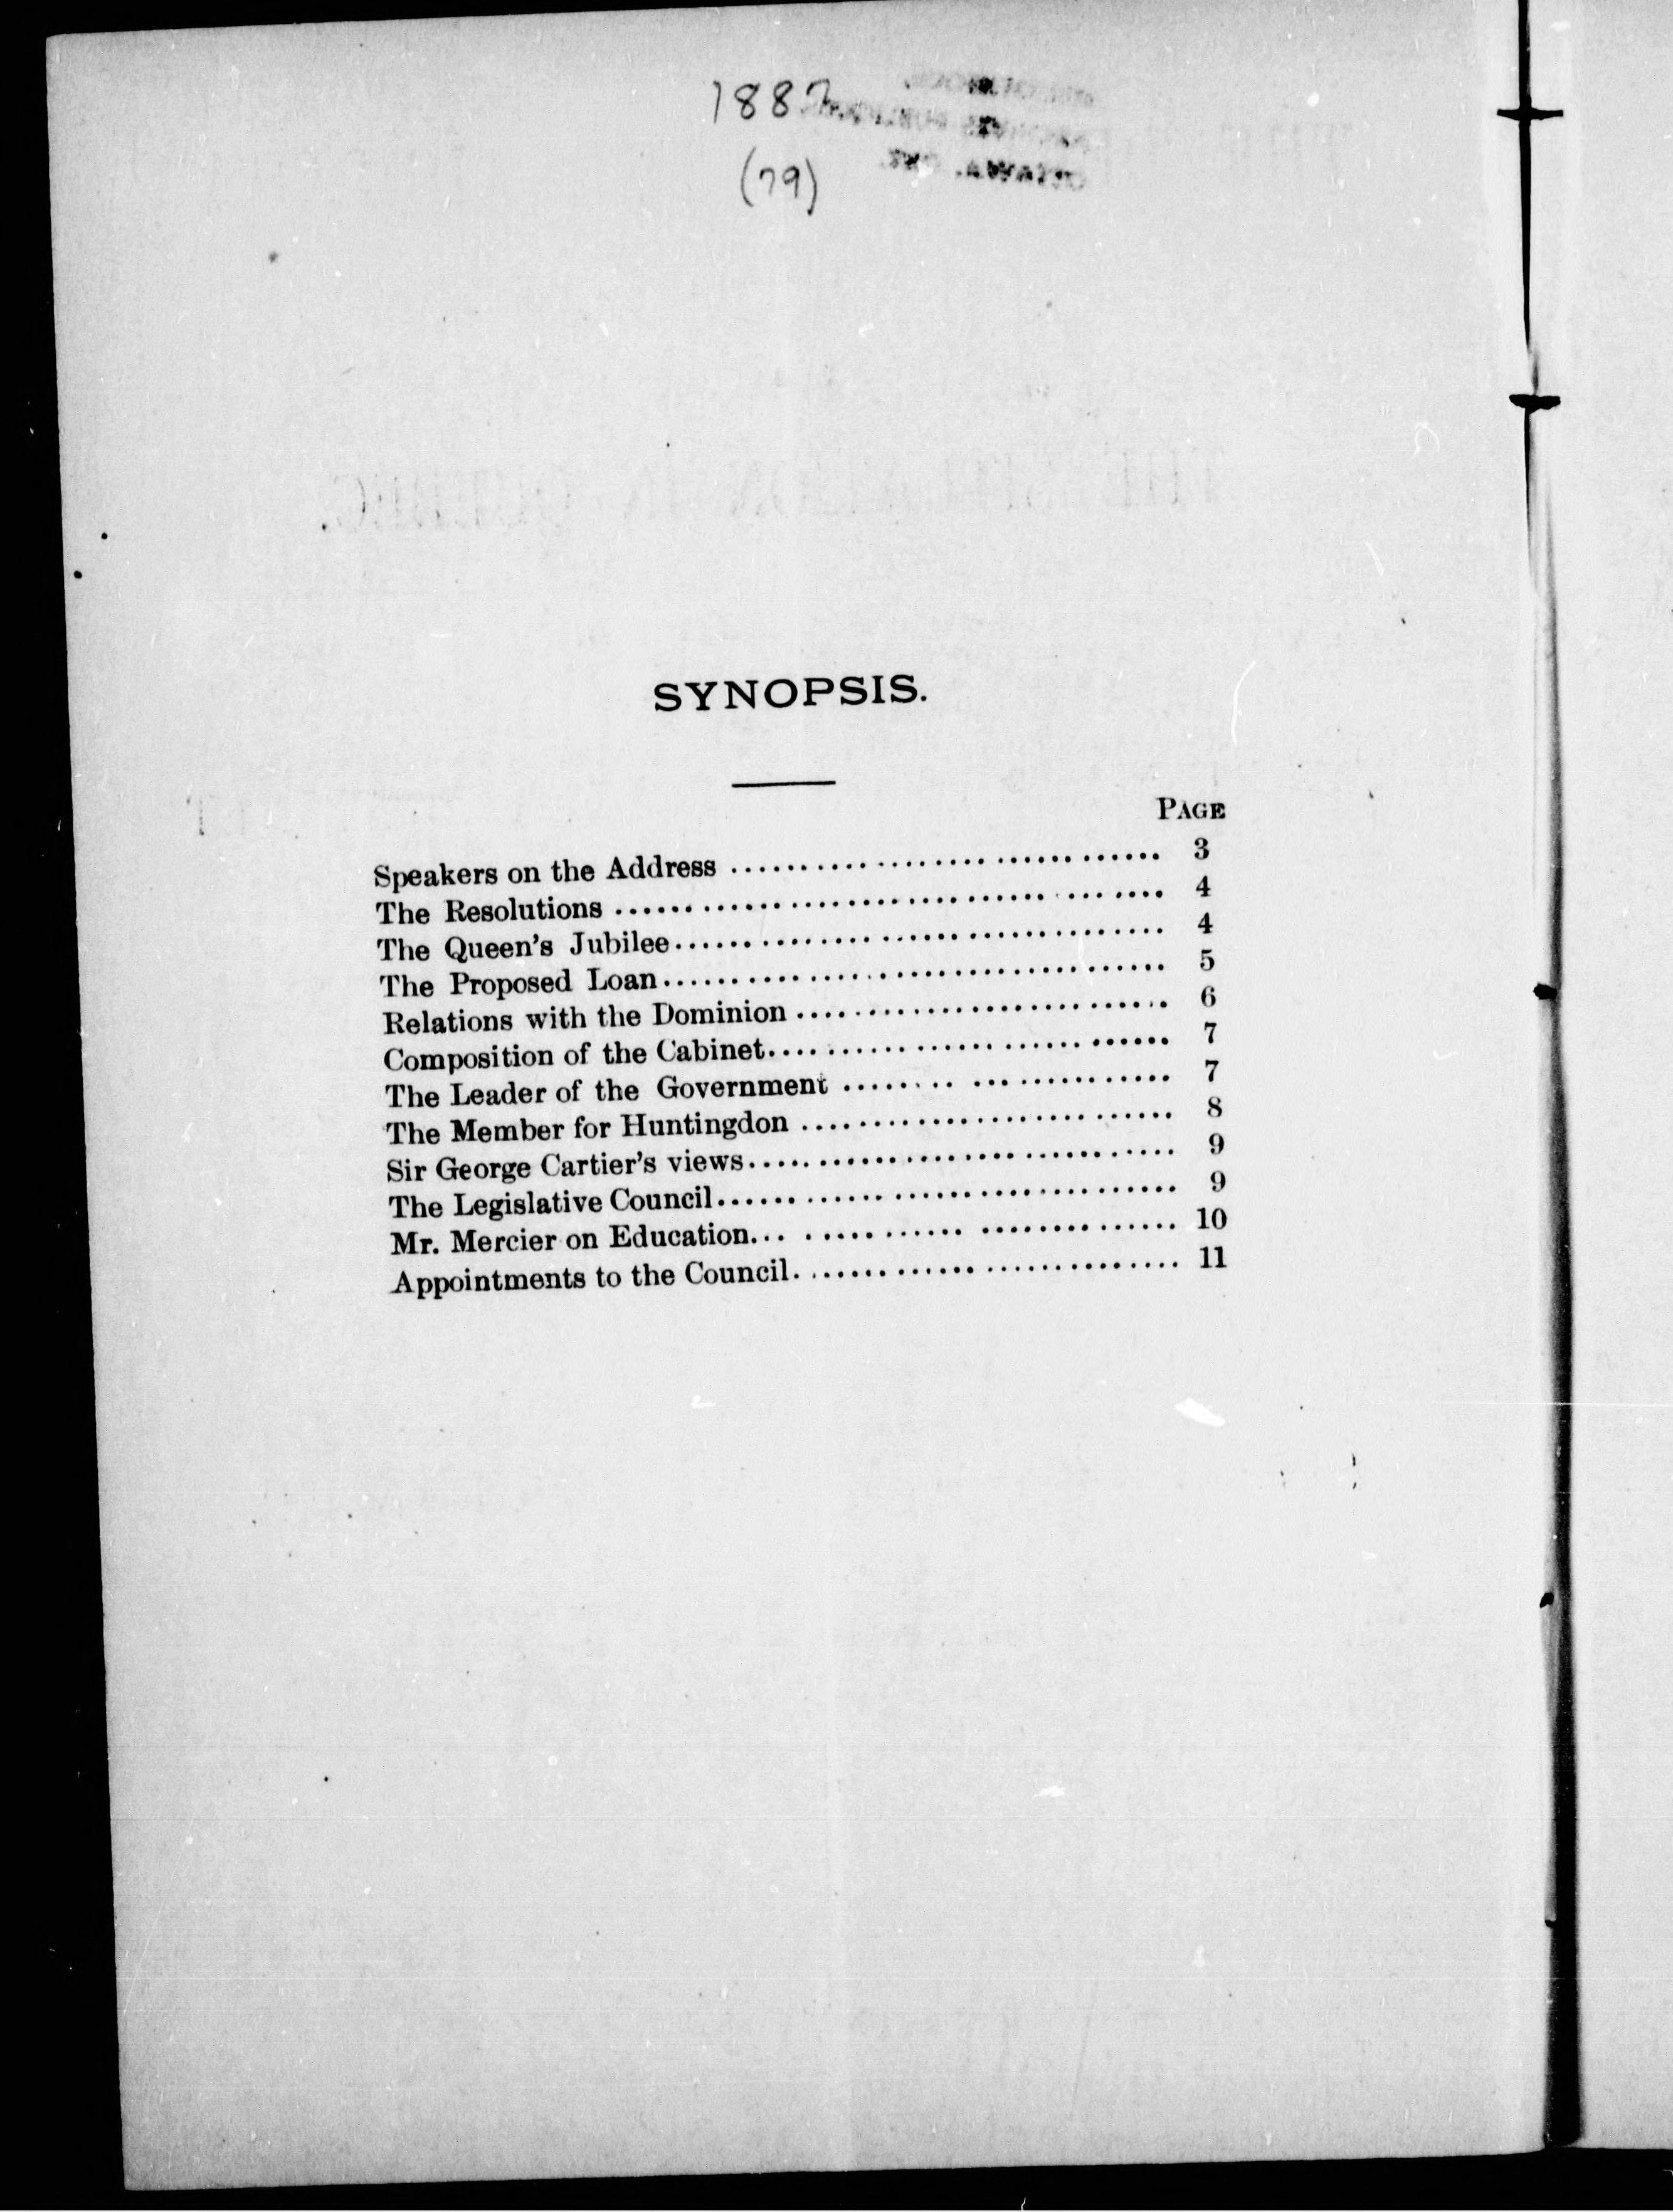 1887
(79)
SYNOPSIS.
PAGE
Speakers on the Address .................................... 3
The Resolutions .................................... 4
The Queen's Jubilee.................................... 4
The Proposed Loan.................................... 5
Relations with the Dominion .................................... 6
Composition of the Cabinet.................................... 7
The Leader of the Government .................................... 7
The Member for Huntingdon .................................... 8
Sir George Cartier's views.................................... 9
The Legislative Council.................................... 9
Mr. Mercier on Education.................................... 10
Appointments to the Council.................................... 11